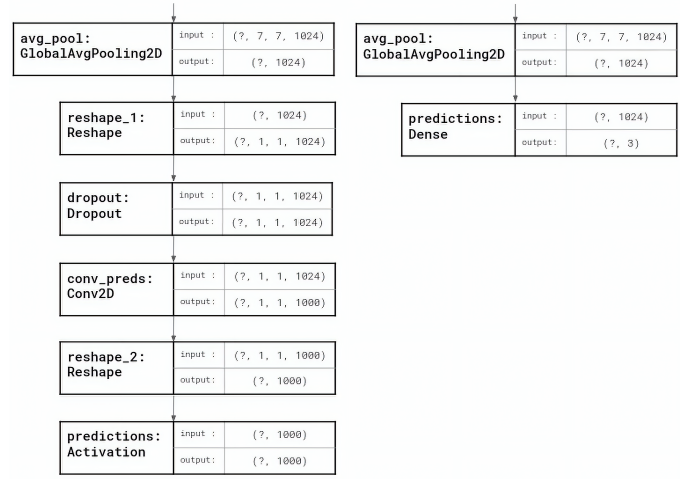 avg_pool:
GlobalAvgPooling2D
input :
(?, 7, 7, 1024)
output:
(?, 1024)
reshape_1:
Reshape
input :
(?, 1024)
output:
(?, 1, 1, 1024)
dropout:
Dropout
input :
(?, 1, 1, 1024)
output:
(?, 1, 1, 1024)
conv_preds:
Conv2D
input :
(?, 1, 1, 1024)
output:
(?, 1, 1, 1000)
reshape_2:
Reshape
input :
(?, 1, 1, 1000)
output:
(?, 1000)
predictions:
Activation
input :
(?, 1000)
output:
(?, 1000)
avg_pool:
GlobalAvgPooling2D
input :
(?, 7, 7, 1024)
output:
(?, 1024)
predictions:
Dense
input :
(?, 1024)
output:
(?, 3)